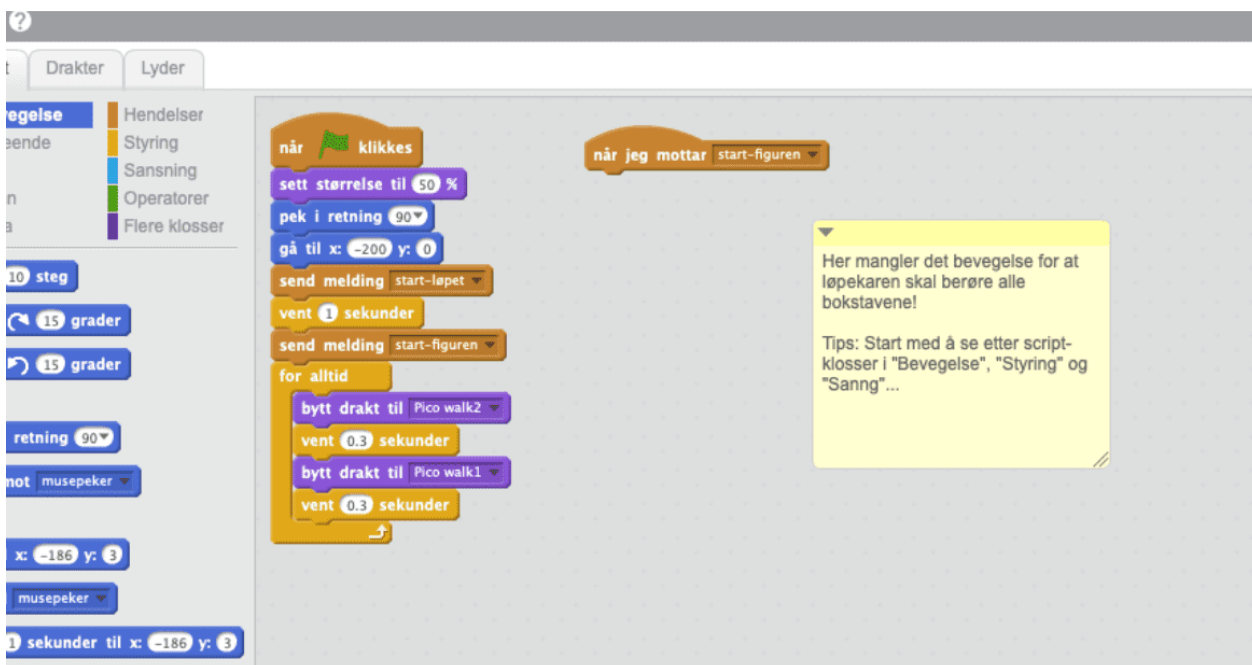 ?
t Drakter Lyder
egelse Hendelser
eende Styring
Sansning
n Operatorer
a Flere klosser
10 steg
15 grader
15 grader
retning 90
mot musepeker
x: -186 y: 3
musepeker
1 sekunder til x: -186 y: 3
når klikkes
sett størrelse til 50 %
pek i retning 90
gå til x: -200 y: 0
send melding start-løpet
vent 1 sekunder
send melding start-figuren
for alltid
bytt drakt til Pico walk2
vent 0.3 sekunder
bytt drakt til Pico walk1
vent 0.3 sekunder
når jeg mottar start-figuren
Her mangler det bevegelse for at
løpekaren skal berøre alle
bokstavene!
Tips: Start med å se etter script-
klosser i "Bevegelse", "Styring" og
"Sanng"...